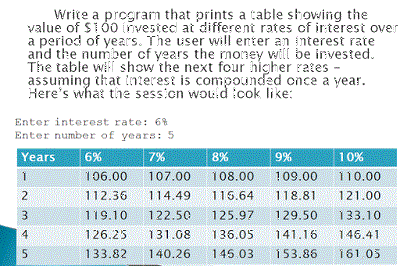 Write a program that prints a table showing the
value of $100 invested at different rates of interest over
a period of years. The user will enter an interest rate
and the number of years the money will be invested.
The table will show the next four higher rates –
assuming that interest is compounded once a year.
Here's what the session would look like:
Enter interest rate: 6%
Enter number of years: 5
Years 6% 7% 8% 9% 10%
1 106.00 107.00 108.00 109.00 110.00
2 112.36 114.49 116.64 118.81 121.00
3 119.10 122.50 125.97 129.50 133.10
4 126.25 131.08 136.05 141.16 146.41
5 133.82 140.26 146.03 153.86 161.05